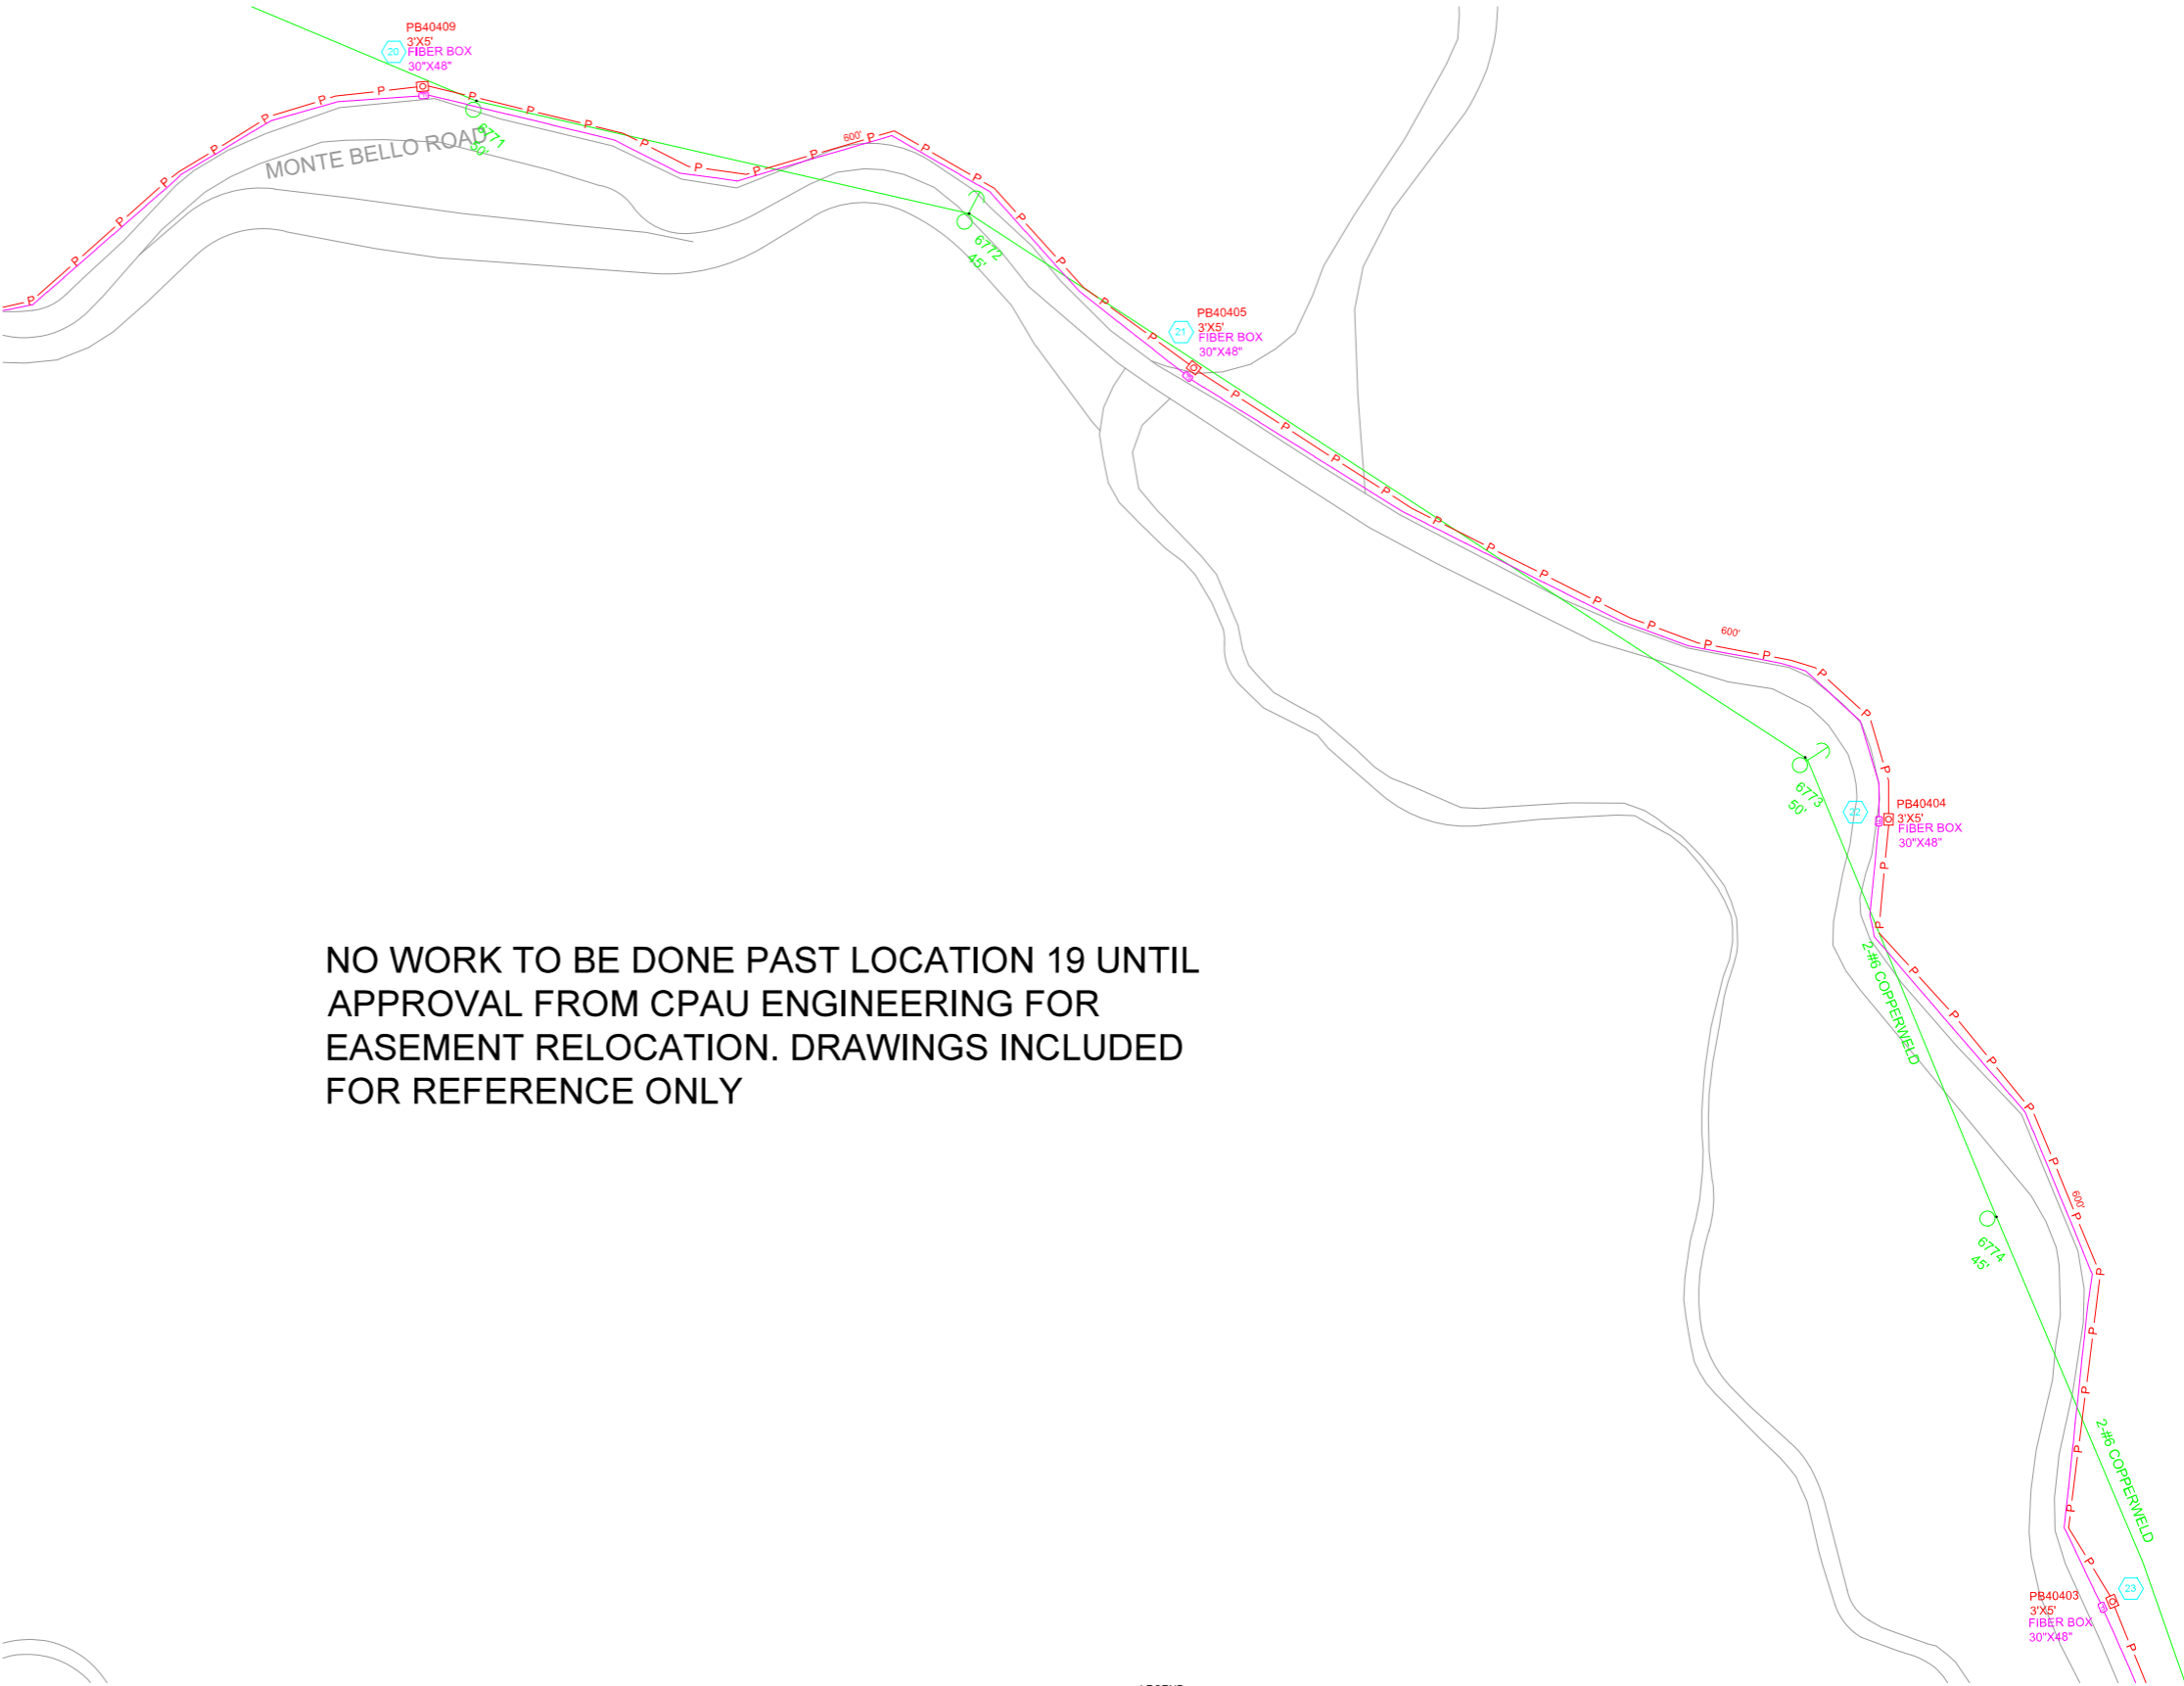 PB40409
3'X5'
20
FIBER BOX
30"X48"
P P P P P P P P P P P P P P P P P P P P P P P
600'
MONTE BELLO ROAD
6771
50'
6772
45'
PB40405
3'X5'
21
FIBER BOX
30"X48"
P P P P P P P P P P P P
600'
6773
50'
PB40404
22
3'X5'
FIBER BOX
30"X48"
2-#6 COPPERWELD
NO WORK TO BE DONE PAST LOCATION 19 UNTIL
APPROVAL FROM CPAU ENGINEERING FOR
EASEMENT RELOCATION. DRAWINGS INCLUDED
FOR REFERENCE ONLY
P P P P P P P P P P P P P P P
600'
6774
45'
2-#6 COPPERWELD
23
PB40403
3'X5'
FIBER BOX
30"X48"